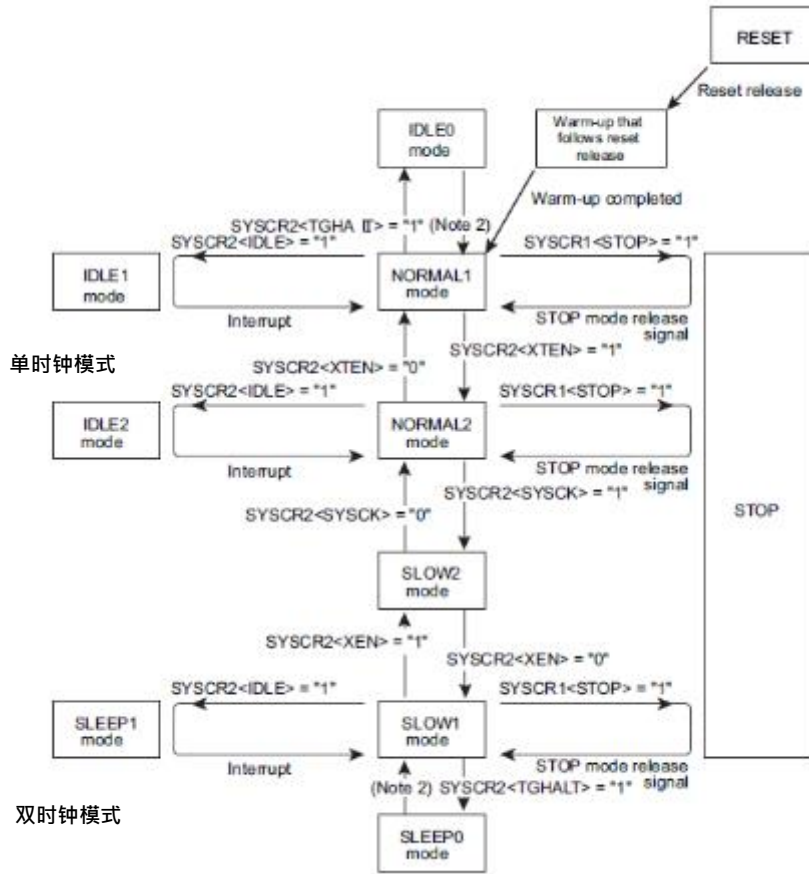 RESET
Reset release
IDLE0
mode
Warm-up that
follows reset
release
Warm-up completed
SYSCR2<TGHA LT> = "1" (Note 2)
SYSCR2<IDLE> = "1"
SYSCR1<STOP> = "1"
IDLE1
mode
NORMAL1
mode
Interrupt
STOP mode release
signal
单时钟模式
SYSCR2<XTEN> = "0"
SYSCR2<XTEN> = "1"
SYSCR2<IDLE> = "1"
SYSCR1<STOP> = "1"
IDLE2
mode
NORMAL2
mode
Interrupt
STOP mode release
signal
SYSCR2<SYSCK> = "0"
SYSCR2<SYSCK> = "1"
STOP
SLOW2
mode
SYSCR2<XEN> = "1"
SYSCR2<XEN> = "0"
SYSCR2<IDLE> = "1"
SYSCR1<STOP> = "1"
SLEEP1
mode
SLOW1
mode
Interrupt
STOP mode release
signal
(Note 2) SYSCR2<TGHALT> = "1"
双时钟模式
SLEEP0
mode